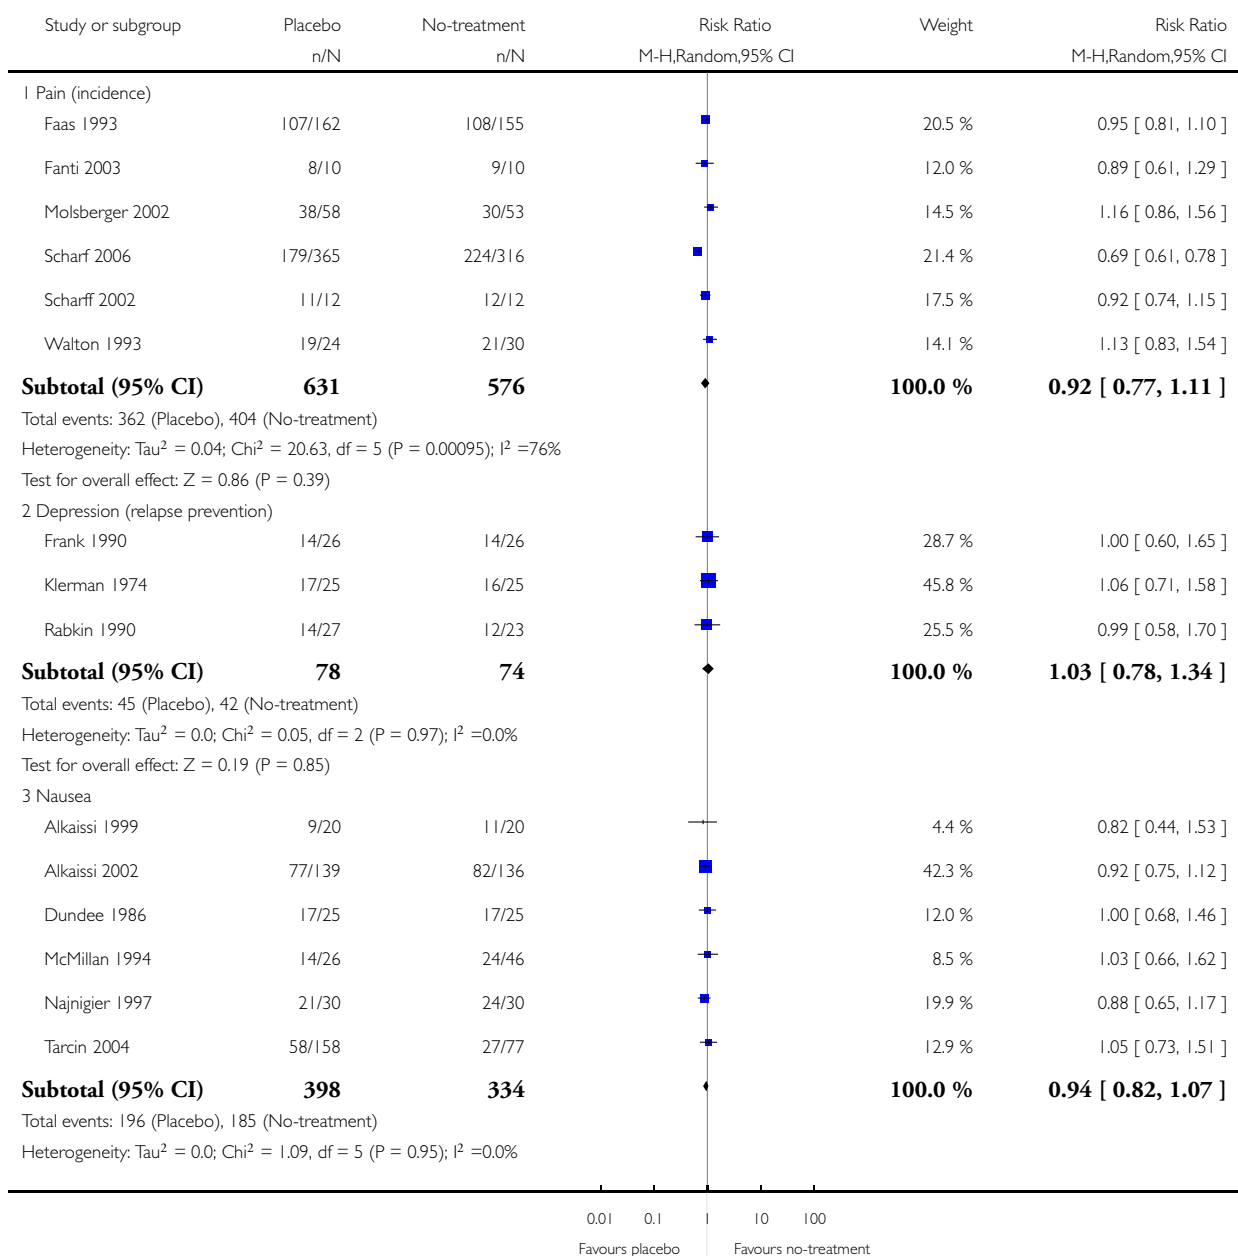 Study or subgroup Placebo No-treatment Risk Ratio Weight Risk Ratio
n/N n/N M-H,Random,95% CI M-H,Random,95% CI
1 Pain (incidence)
Faas 1993 107/162 108/155 20.5 % 0.95 [ 0.81, 1.10 ]
Fanti 2003 8/10 9/10 12.0 % 0.89 [ 0.61, 1.29 ]
Molsberger 2002 38/58 30/53 14.5 % 1.16 [ 0.86, 1.56 ]
Scharf 2006 179/365 224/316 21.4 % 0.69 [ 0.61, 0.78 ]
Scharff 2002 11/12 12/12 17.5 % 0.92 [ 0.74, 1.15 ]
Walton 1993 19/24 21/30 14.1 % 1.13 [ 0.83, 1.54 ]
Subtotal (95% CI) 631 576 100.0 % 0.92 [ 0.77, 1.11 ]
Total events: 362 (Placebo), 404 (No-treatment)
Heterogeneity: Tau² = 0.04; Chi² = 20.63, df = 5 (P = 0.00095); I² =76%
Test for overall effect: Z = 0.86 (P = 0.39)
2 Depression (relapse prevention)
Frank 1990 14/26 14/26 28.7 % 1.00 [ 0.60, 1.65 ]
Klerman 1974 17/25 16/25 45.8 % 1.06 [ 0.71, 1.58 ]
Rabkin 1990 14/27 12/23 25.5 % 0.99 [ 0.58, 1.70 ]
Subtotal (95% CI) 78 74 100.0 % 1.03 [ 0.78, 1.34 ]
Total events: 45 (Placebo), 42 (No-treatment)
Heterogeneity: Tau² = 0.0; Chi² = 0.05, df = 2 (P = 0.97); I² =0.0%
Test for overall effect: Z = 0.19 (P = 0.85)
3 Nausea
Alkaissi 1999 9/20 11/20 4.4 % 0.82 [ 0.44, 1.53 ]
Alkaissi 2002 77/139 82/136 42.3 % 0.92 [ 0.75, 1.12 ]
Dundee 1986 17/25 17/25 12.0 % 1.00 [ 0.68, 1.46 ]
McMillan 1994 14/26 24/46 8.5 % 1.03 [ 0.66, 1.62 ]
Najnigier 1997 21/30 24/30 19.9 % 0.88 [ 0.65, 1.17 ]
Tarcin 2004 58/158 27/77 12.9 % 1.05 [ 0.73, 1.51 ]
Subtotal (95% CI) 398 334 100.0 % 0.94 [ 0.82, 1.07 ]
Total events: 196 (Placebo), 185 (No-treatment)
Heterogeneity: Tau² = 0.0; Chi² = 1.09, df = 5 (P = 0.95); I² =0.0%
0.01 0.1 1 10 100
Favours placebo Favours no-treatment